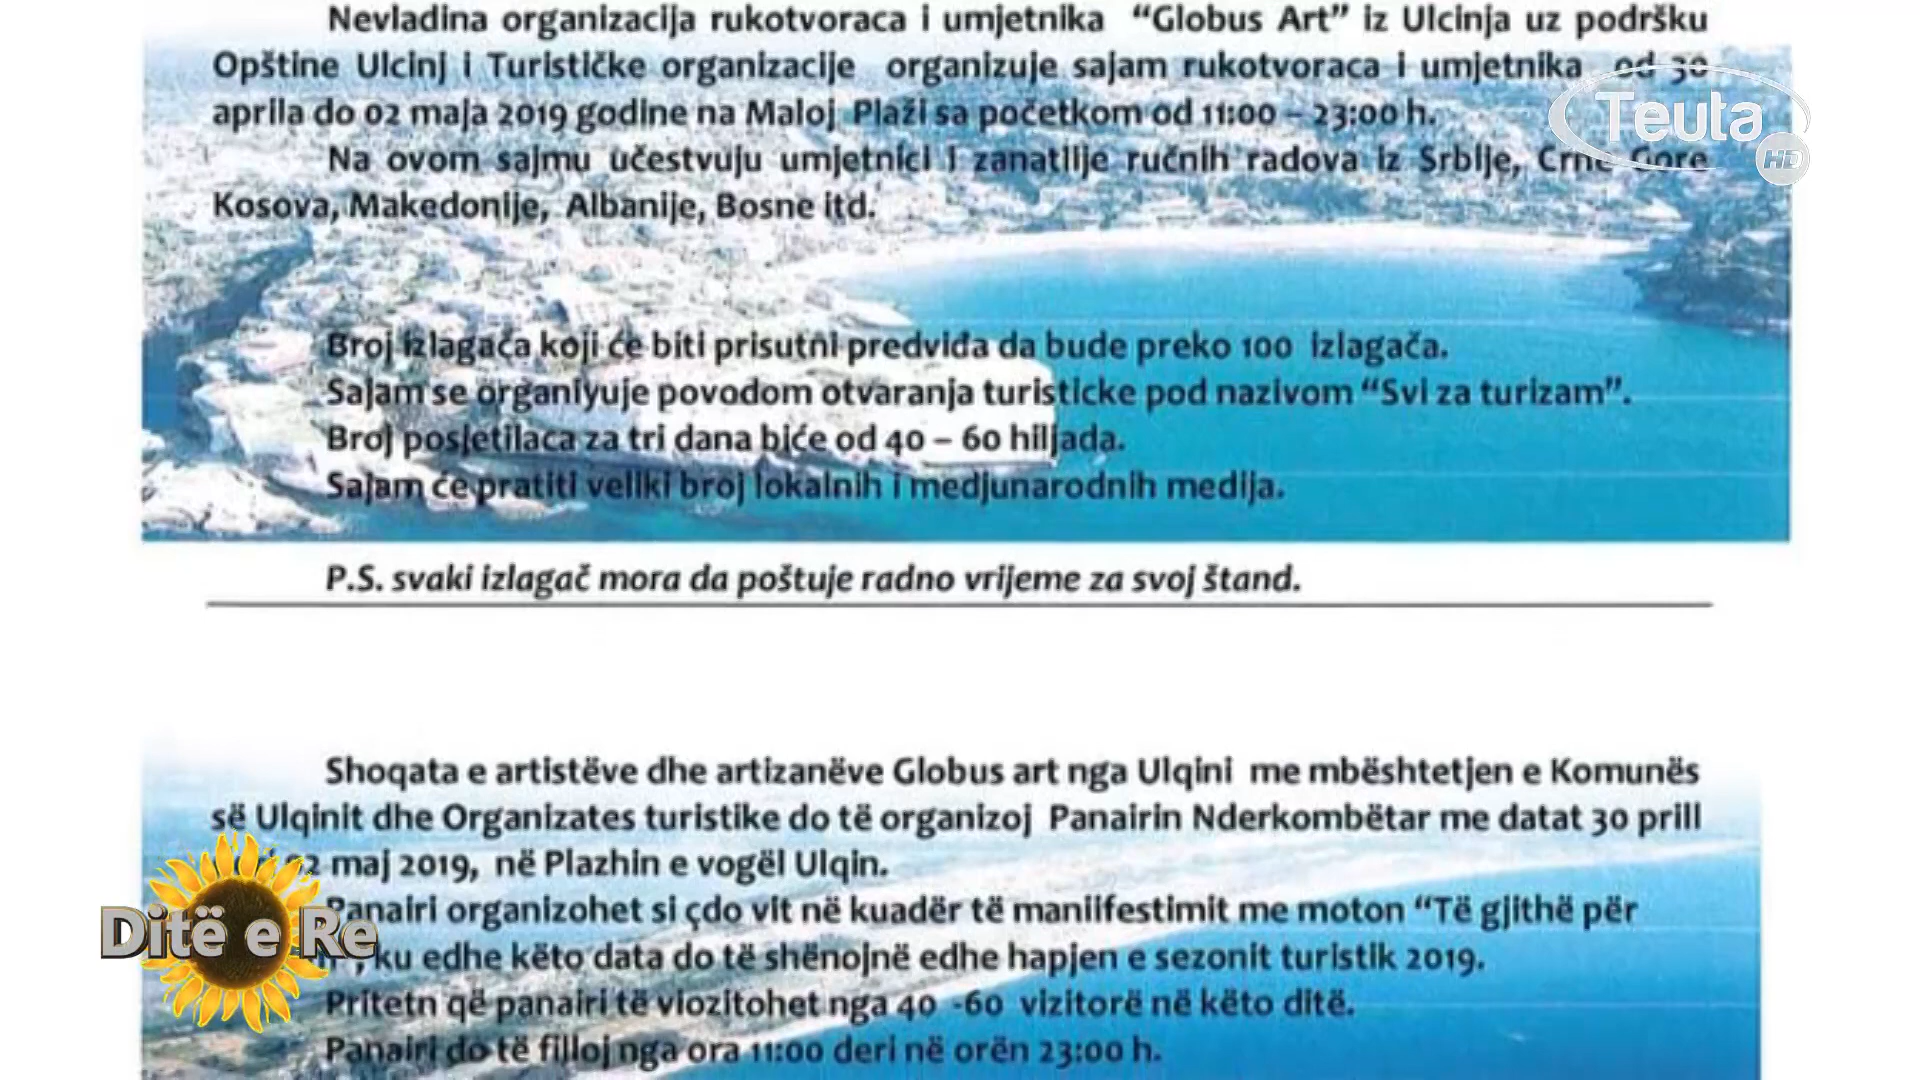 Nevladina organizacija rukotvoraca i umjetnika “Globus Art” iz Ulcinja uz podršku
Opštine Ulcinj i Turističke organizacije organizuje sajam rukotvoraca i umjetnika od 30
aprila do 02 maja 2019 godine na Maloj Plaži sa početkom od 11:00 – 23:00 h.
Teuta
HD
Na ovom sajmu učestvuju umjetnici i zanatlije ručnih radova iz Srbije, Crne Gore
Kosova, Makedonije, Albanije, Bosne itd.
Broj izlagača koji će biti prisutni predviđa da bude preko 100 izlagača.
Sajam se organiyuje povodom otvaranja turisticke pod nazivom “Svi za turizam”.
Broj posjetilaca za tri dana biće od 40 – 60 hiljada.
Sajam će pratiti veliki broj lokalnih i medjunarodnih medija.
P.S. svaki izlagač mora da poštuje radno vrijeme za svoj štand.
Shoqata e artistëve dhe artizanëve Globus art nga Ulqini me mbështetjen e Komunës
së Ulqinit dhe Organizates turistike do të organizoj Panairin Nderkombëtar me datat 30 prill
02 maj 2019, në Plazhin e vogël Ulqin.
Panairi organizohet si çdo vit në kuadër të maniifestimit me moton “Të gjithë për
Ditë e Re
ku edhe këto data do të shënojnë edhe hapjen e sezonit turistik 2019.
Pritetn që panairi të viozitohet nga 40 -60 vizitorë në këto ditë.
Panairi do të filloj nga ora 11:00 deri në orën 23:00 h.